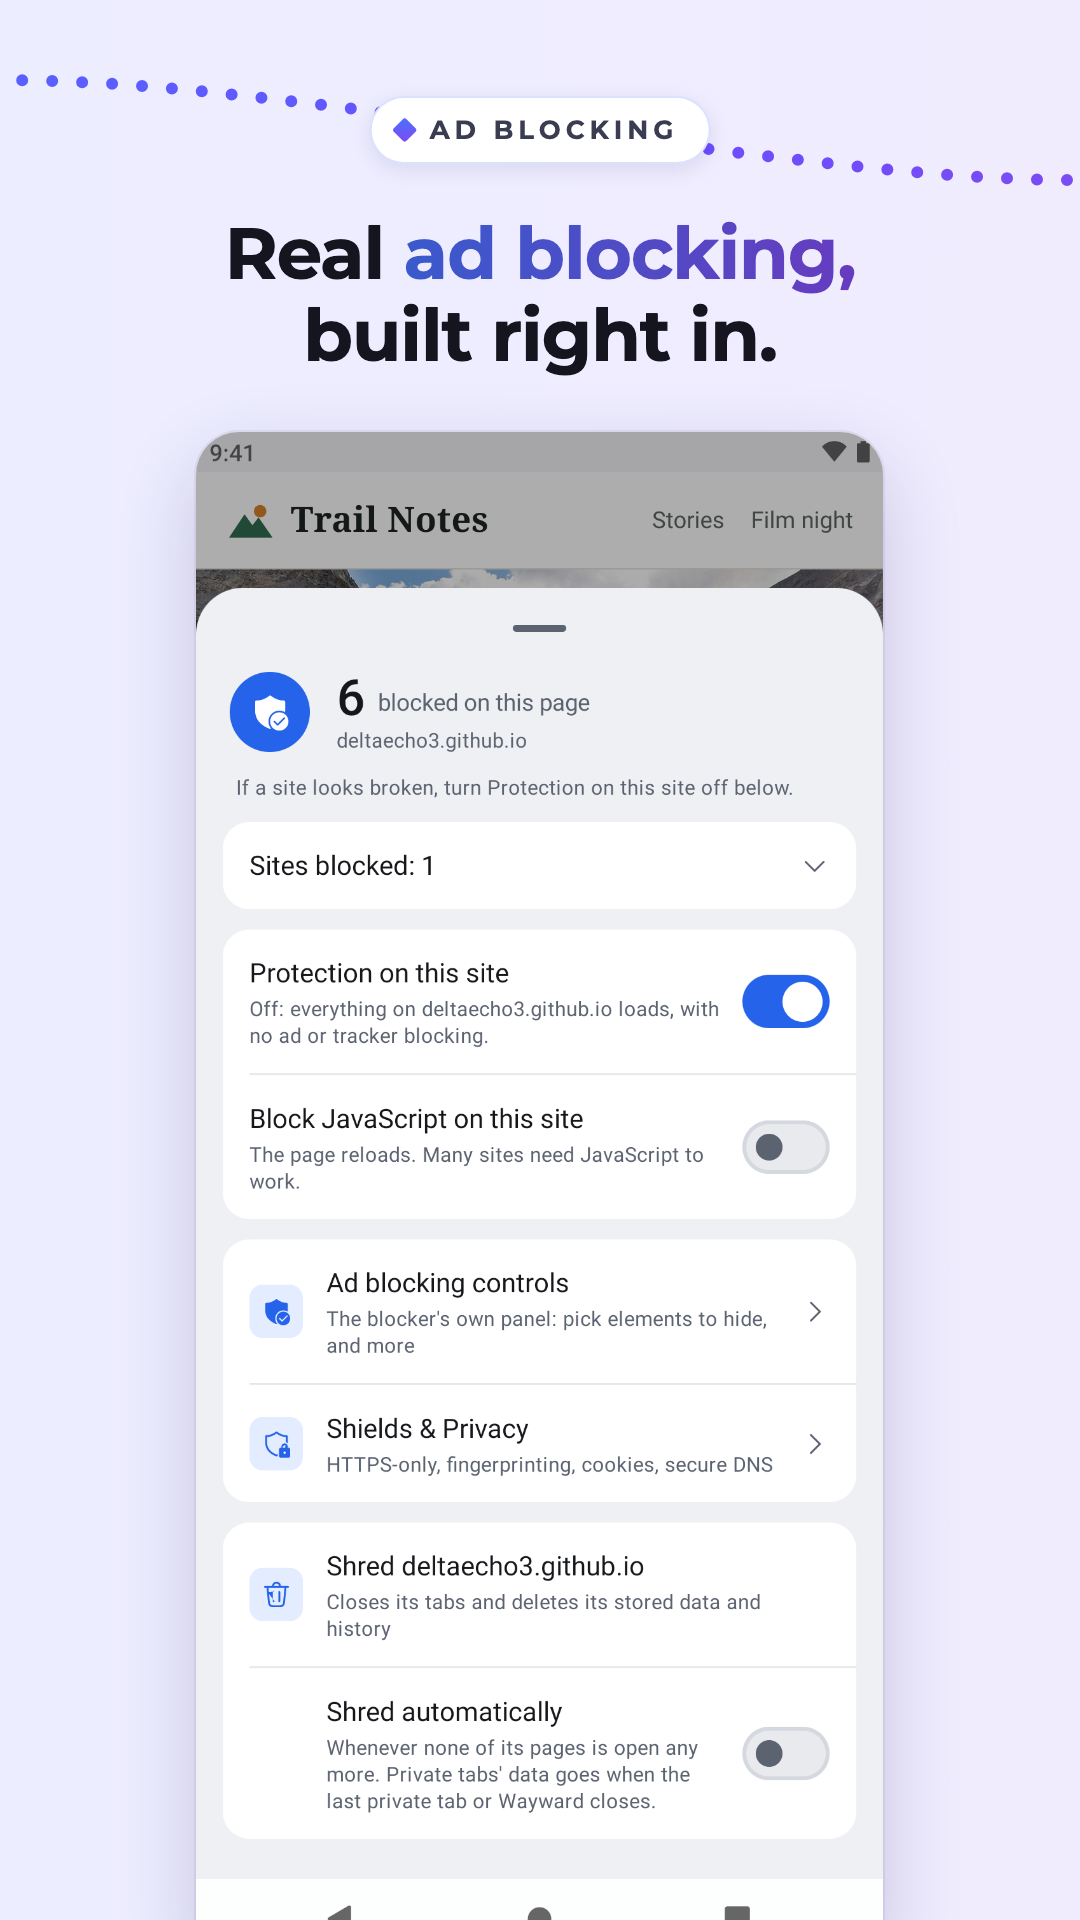 AD BLOCKING
Real ad blocking,
built right in.
9:41
Trail Notes
Stories
Film night
6 blocked on this page
deltaecho3.github.io
If a site looks broken, turn Protection on this site off below.
Sites blocked: 1
Protection on this site
Off: everything on deltaecho3.github.io loads, with
no ad or tracker blocking.
Block JavaScript on this site
The page reloads. Many sites need JavaScript to
work.
Ad blocking controls
The blocker's own panel: pick elements to hide,
and more
Shields & Privacy
HTTPS-only, fingerprinting, cookies, secure DNS
Shred deltaecho3.github.io
Closes its tabs and deletes its stored data and
history
Shred automatically
Whenever none of its pages is open any
more. Private tabs' data goes when the
last private tab or Wayward closes.